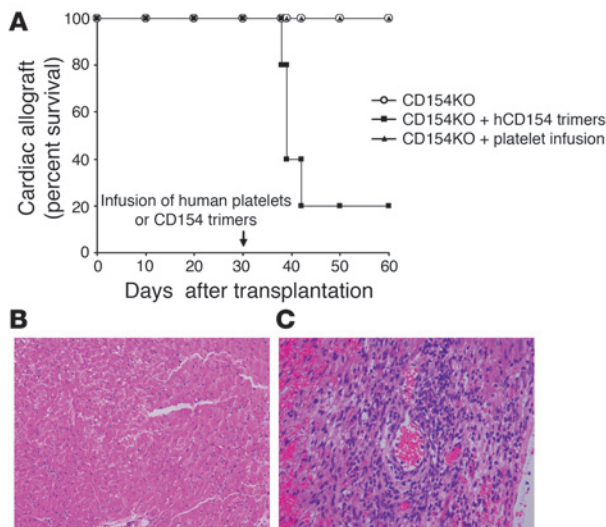 A
Cardiac allograft
(percent survival)
100
80
60
40
20
0
Infusion of human platelets
or CD154 trimers
0 10 20 30 40 50 60
Days after transplantation
CD154KO
CD154KO + hCD154 trimers
CD154KO + platelet infusion
B C